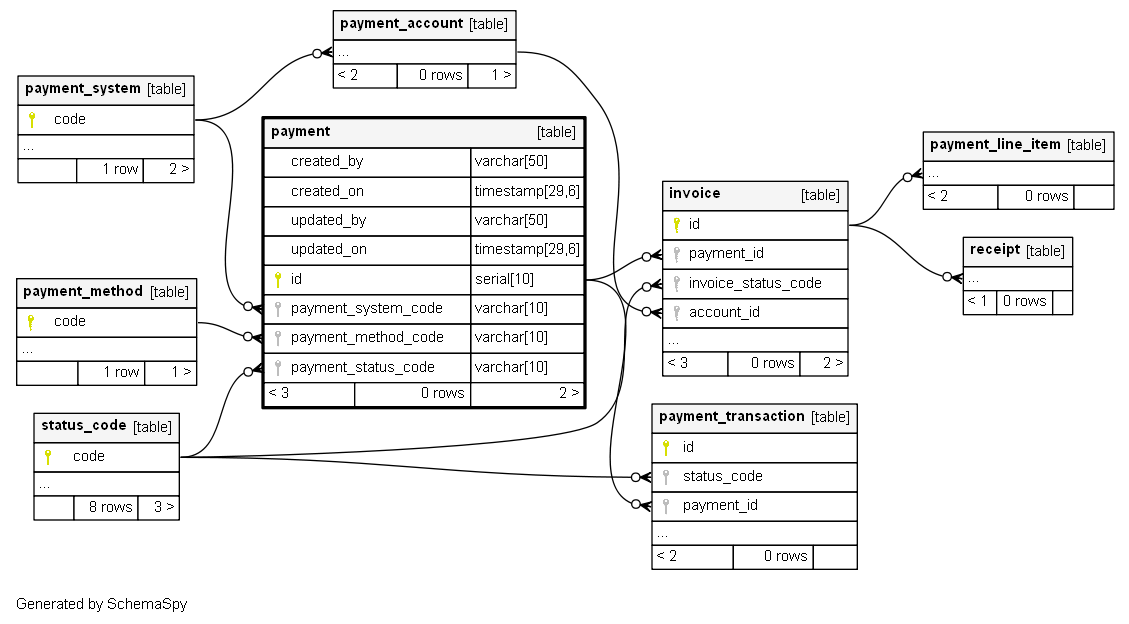 payment_account [table]
...
< 2 0 rows 1 >
payment_system [table]
code
...
1 row 2 >
payment [table]
created_by varchar[50]
created_on timestamp[29,6]
updated_by varchar[50]
updated_on timestamp[29,6]
id serial[10]
payment_system_code varchar[10]
payment_method_code varchar[10]
payment_status_code varchar[10]
< 3 0 rows 2 >
payment_method [table]
code
...
1 row 1 >
status_code [table]
code
...
8 rows 3 >
invoice [table]
id
payment_id
invoice_status_code
account_id
...
< 3 0 rows 2 >
payment_transaction [table]
id
status_code
payment_id
...
< 2 0 rows
payment_line_item [table]
...
< 2 0 rows
receipt [table]
...
< 1 0 rows
Generated by SchemaSpy